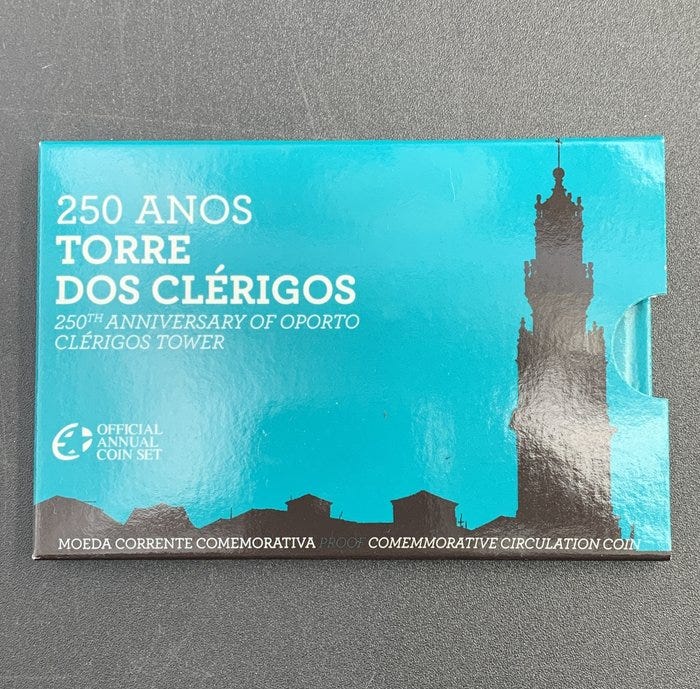 250 ANOS
TORRE
DOS CLÉRIGOS
250TH ANNIVERSARY OF OPORTO
CLÉRIGOS TOWER
OFFICIAL
ANNUAL
COIN SET
MOEDA CORRENTE COMEMORATIVA PROOF COMEMMORATIVE CIRCULATION COIN